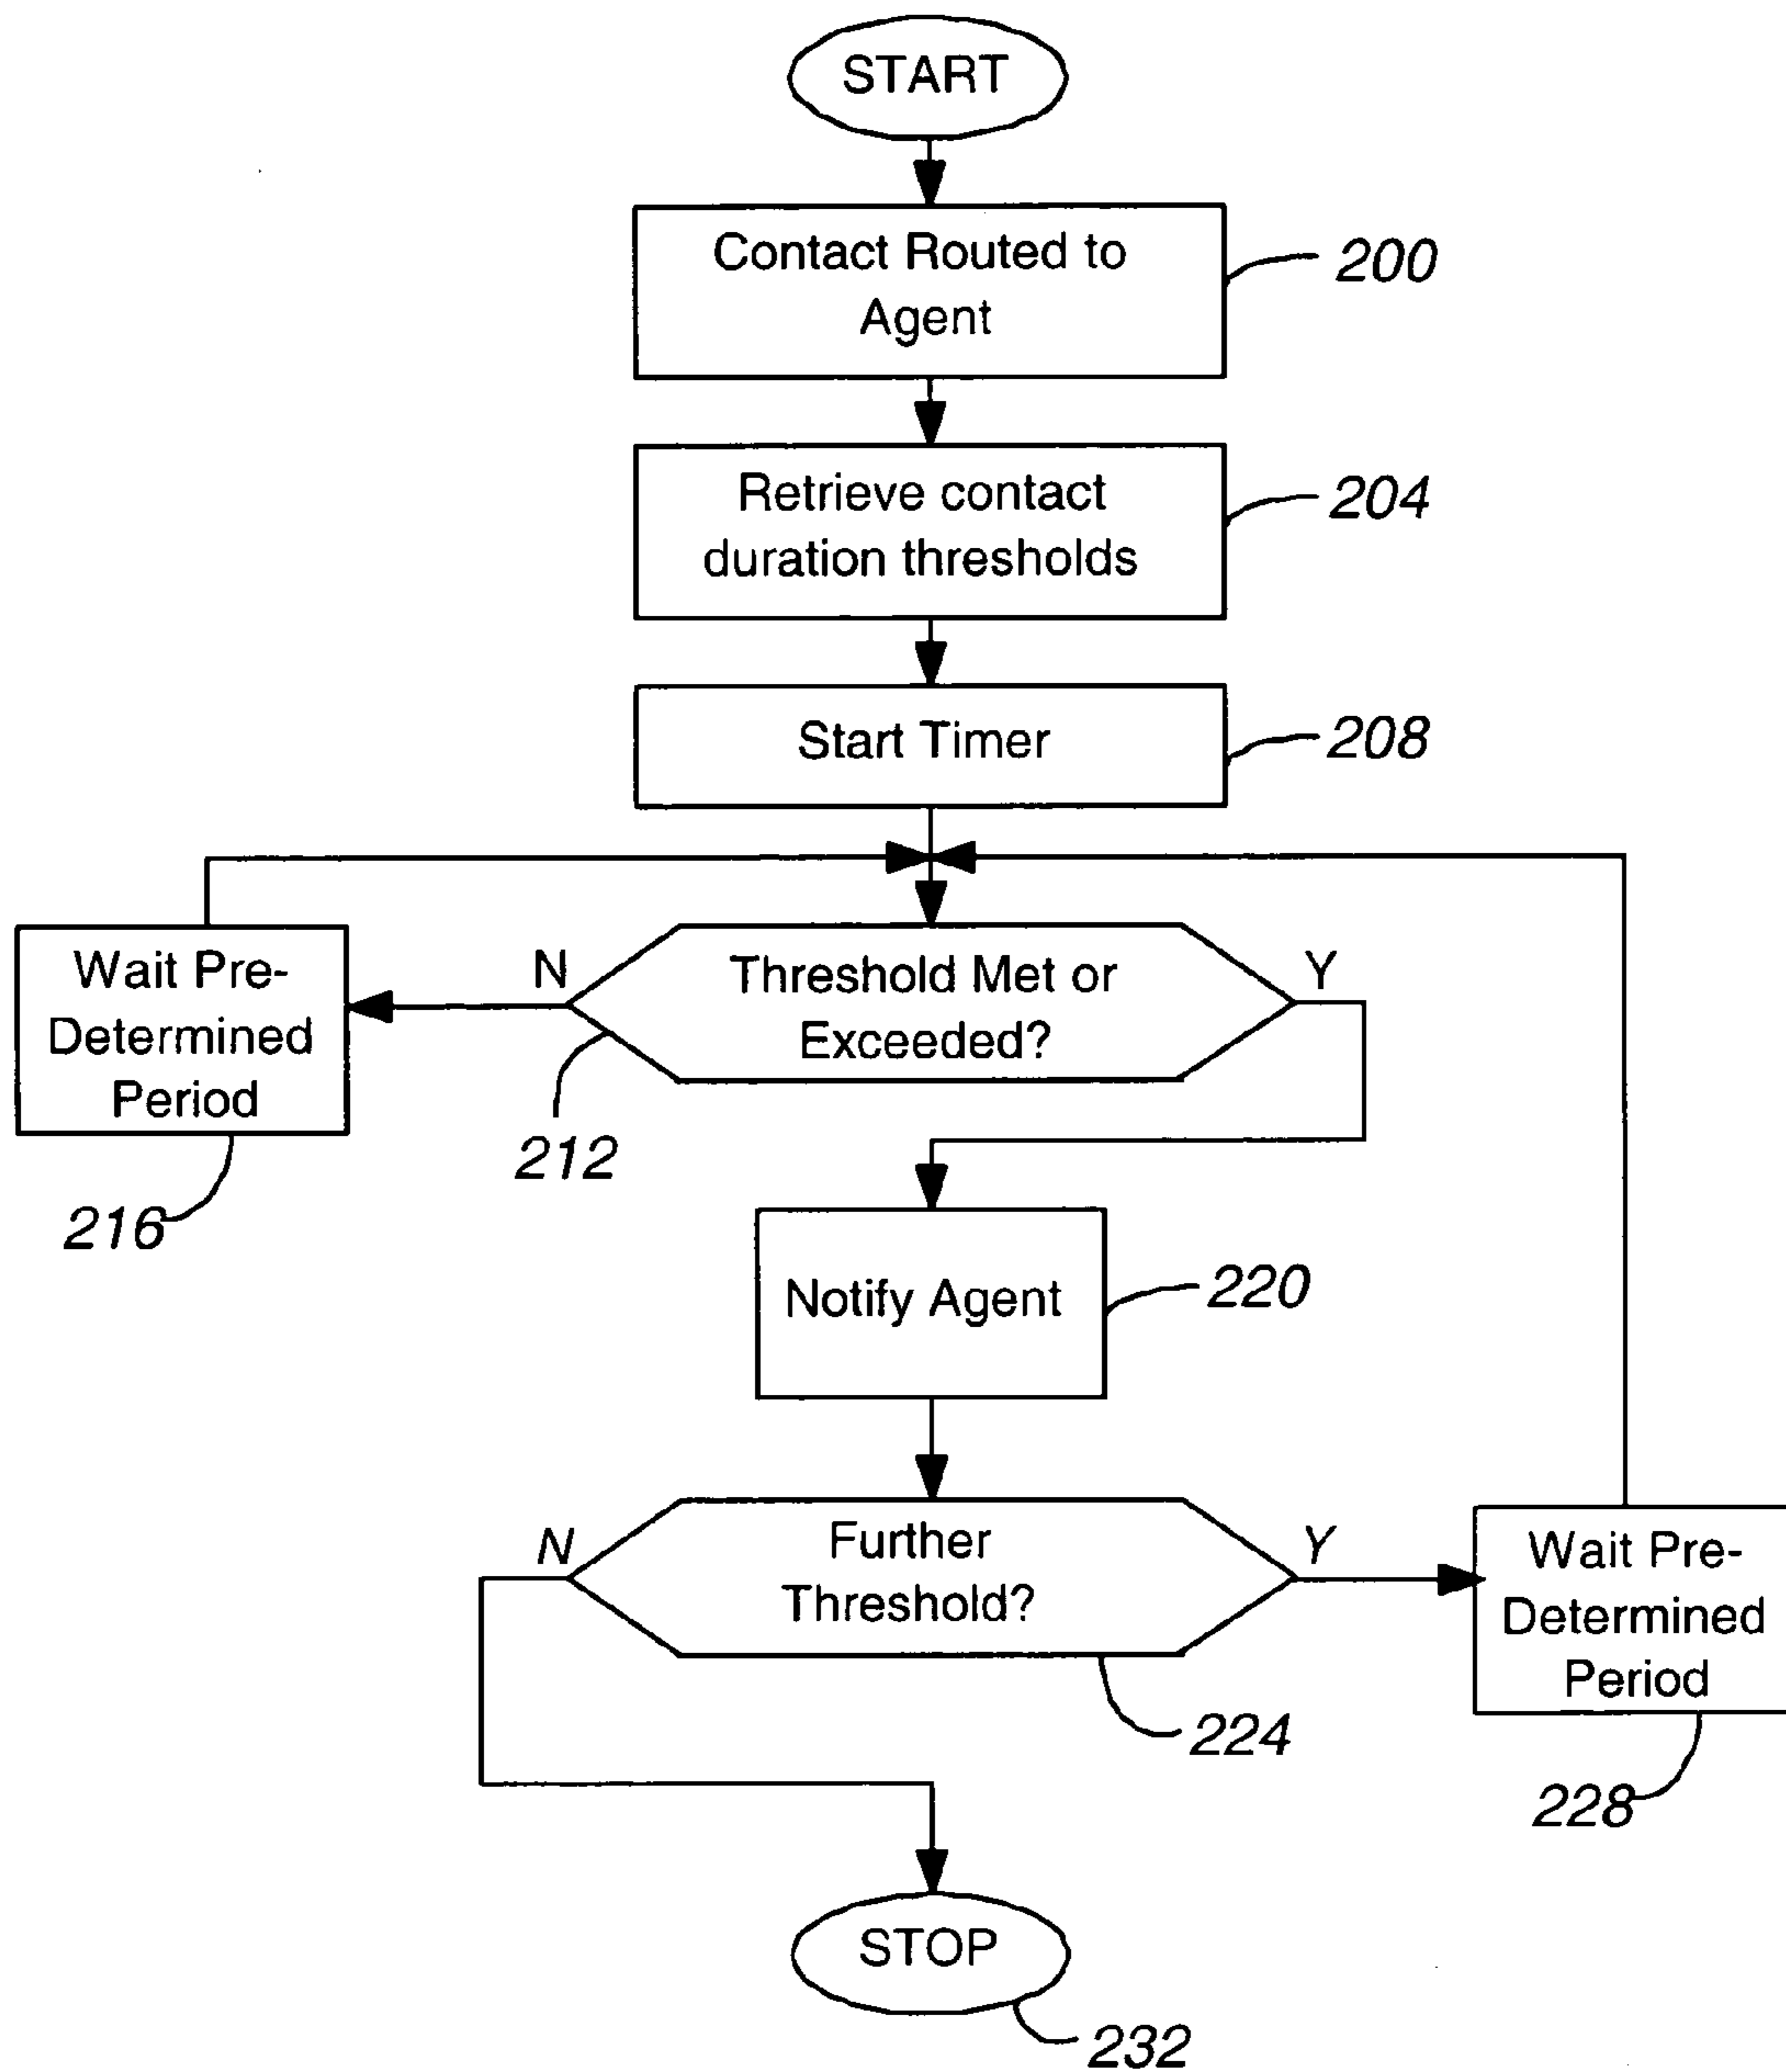 START
Contact Routed to
Agent
200
Retrieve contact
duration thresholds
204
Start Timer
208
Wait Pre-
Determined
Period
216
N
Threshold Met or
Exceeded?
Y
212
Notify Agent
220
N
Further
Threshold?
Y
224
Wait Pre-
Determined
Period
228
STOP
232